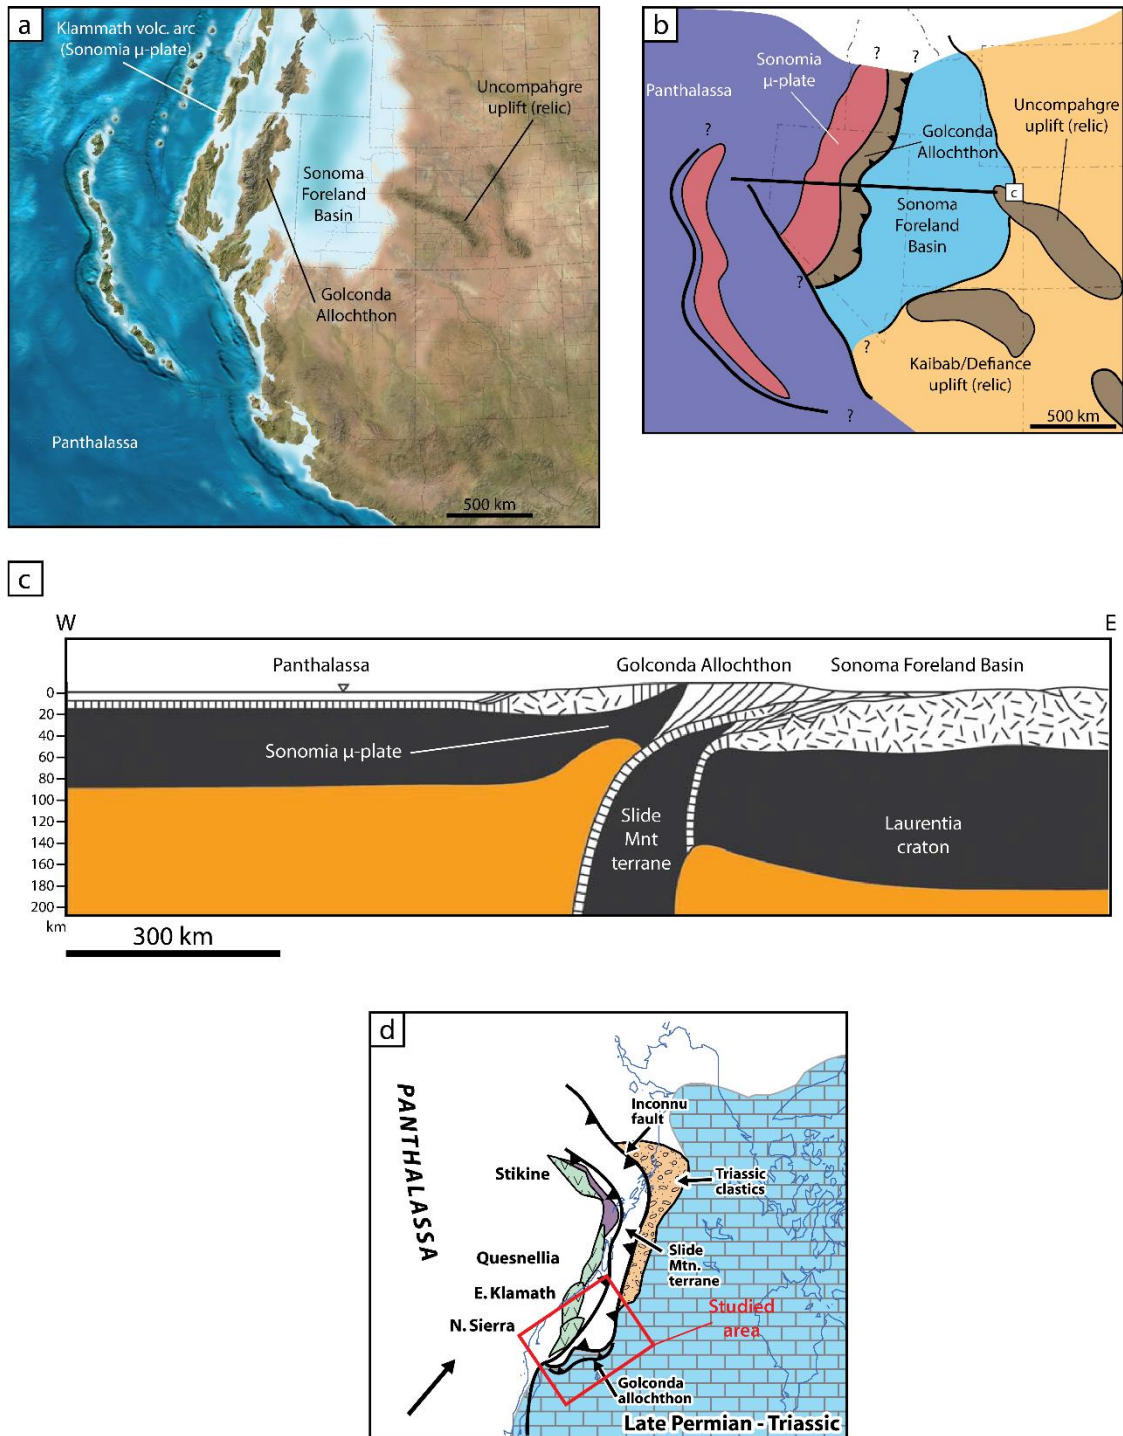 a
Klammath volc. arc
(Sonomia µ-plate)
Uncompahgre
uplift (relic)
Sonoma
Foreland
Basin
Golconda
Allochthon
Panthalassa
500 km
b
? ?
Sonomia
µ-plate
Panthalassa
Uncompahgre
uplift (relic)
Golconda
Allochthon
?
c
Sonoma
Foreland
Basin
?
?
Kaibab/Defiance
uplift (relic)
?
500 km
c
W
E
Panthalassa
Golconda Allochthon
Sonoma Foreland Basin
0
20
40
60
80
100
120
140
160
180
200
km
Sonomia µ-plate
Slide
Mnt
terrane
Laurentia
craton
300 km
d
PANTHALASSA
Inconnu
fault
Stikine
Triassic
clastics
Quesnellia
Slide
Mtn.
terrane
E. Klamath
N. Sierra
Studied
area
Golconda
allochthon
Late Permian - Triassic